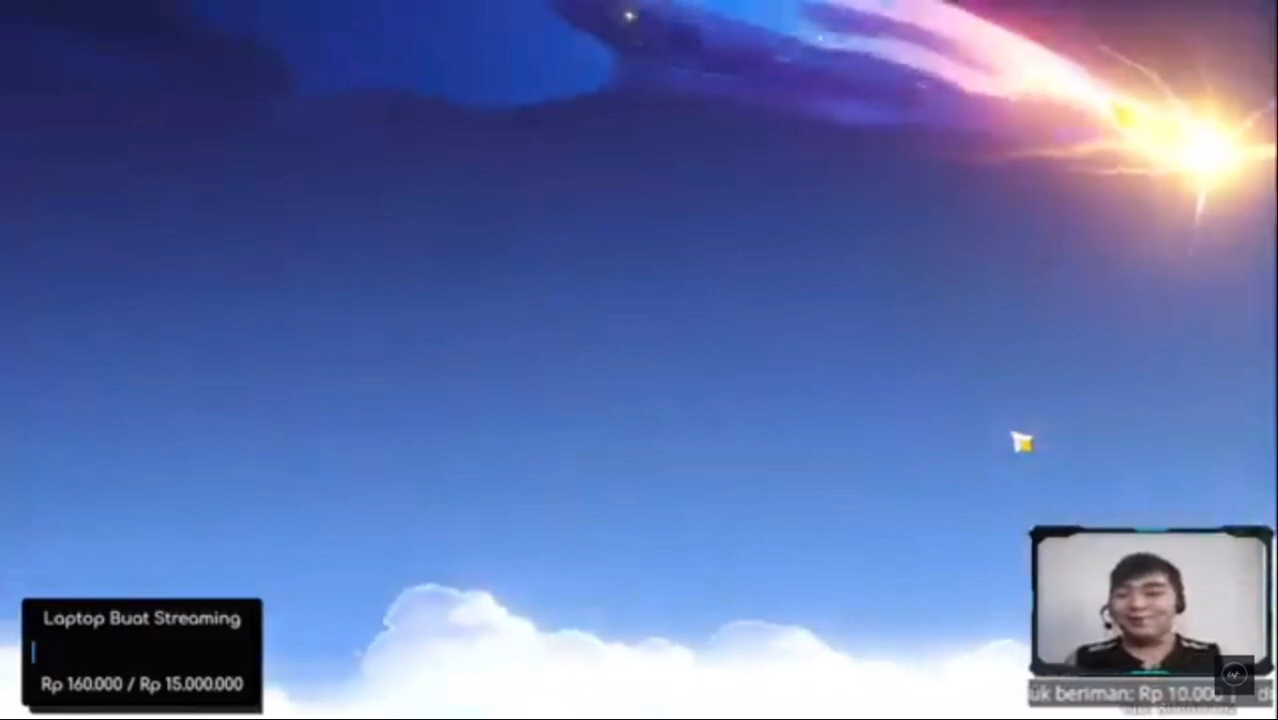 Laptop Buat Streaming
Rp 160.000 / Rp 15.000.000
uk beriman: Rp 10.000